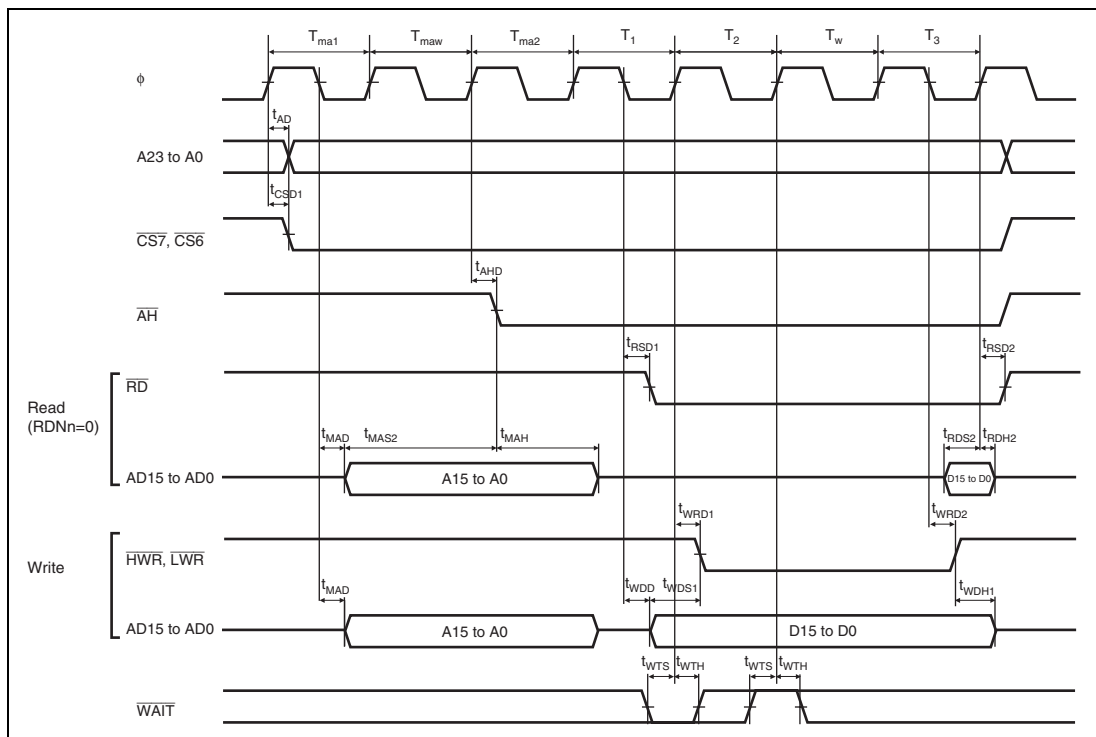 Tma1 Tmaw Tma2 T1 T2 Tw T3
ϕ
tAD
A23 to A0
tCSD1
CS7, CS6
tAHD
AH
tRSD1 tRSD2
RD
Read
(RDNn=0)
tMAD tMAS2 tMAH tRDS2 tRDH2
AD15 to AD0 A15 to A0 D15 to D0
tWRD1 tWRD2
HWR, LWR
Write
tMAD tWDD tWDS1 tWDH1
AD15 to AD0 A15 to A0 D15 to D0
tWTS tWTH tWTS tWTH
WAIT